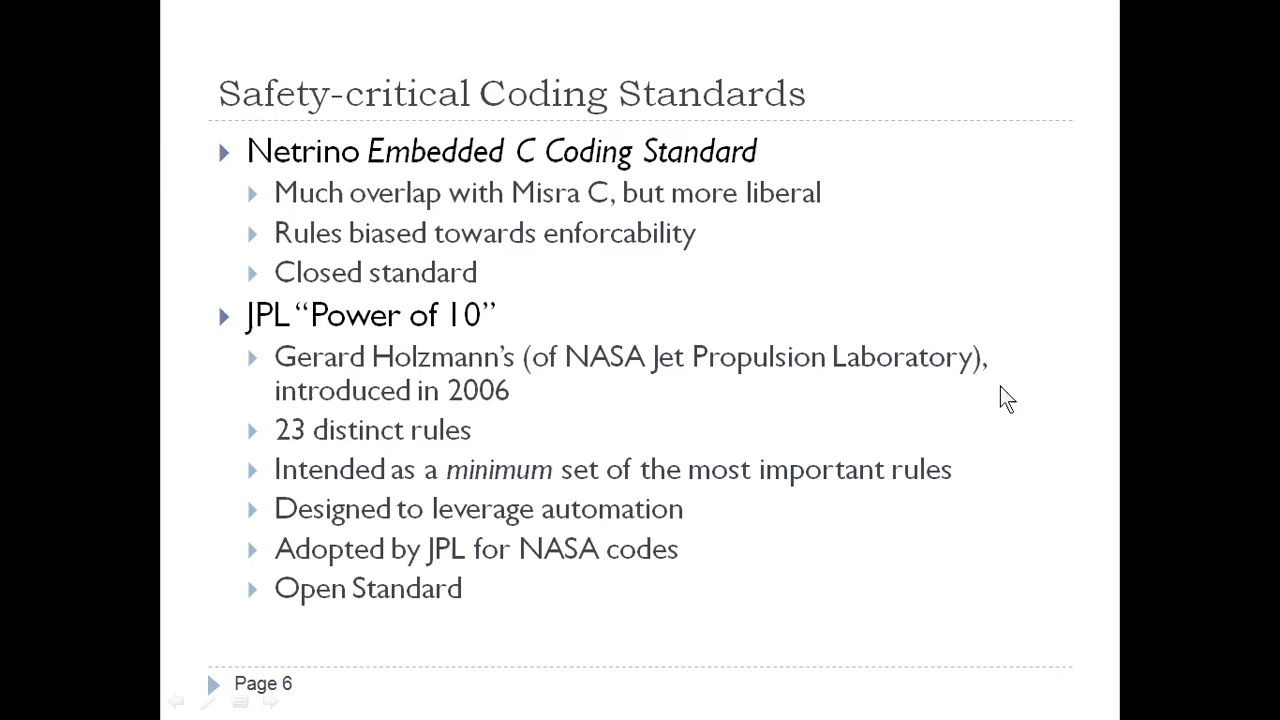 Safety-critical Coding Standards
Netrino Embedded C Coding Standard
Much overlap with Misra C, but more liberal
Rules biased towards enforcability
Closed standard
JPL “Power of 10”
Gerard Holzmann’s (of NASA Jet Propulsion Laboratory),
introduced in 2006
23 distinct rules
Intended as a minimum set of the most important rules
Designed to leverage automation
Adopted by JPL for NASA codes
Open Standard
Page 6